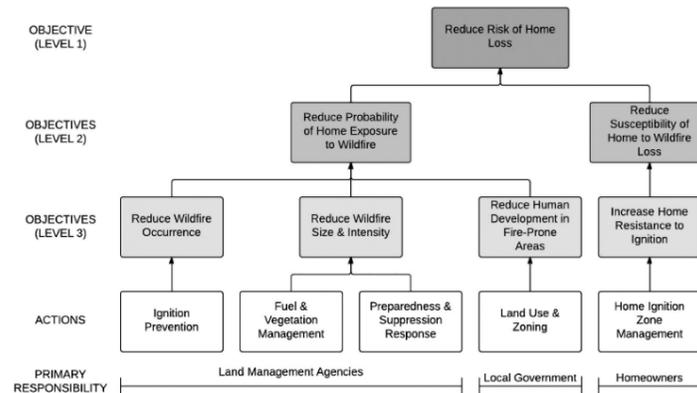 OBJECTIVE
(LEVEL 1)
Reduce Risk of Home
Loss
OBJECTIVES
(LEVEL 2)
Reduce Probability
of Home Exposure
to Wildfire
Reduce
Susceptibility of
Home to Wildfire
Loss
OBJECTIVES
(LEVEL 3)
Reduce Wildfire
Occurrence
Reduce Wildfire
Size & Intensity
Reduce Human
Development in
Fire-Prone
Areas
Increase Home
Resistance to
Ignition
ACTIONS
Ignition
Prevention
Fuel &
Vegetation
Management
Preparedness &
Suppression
Response
Land Use &
Zoning
Home Ignition
Zone
Management
PRIMARY
RESPONSIBILITY
Land Management Agencies
Local Government
Homeowners